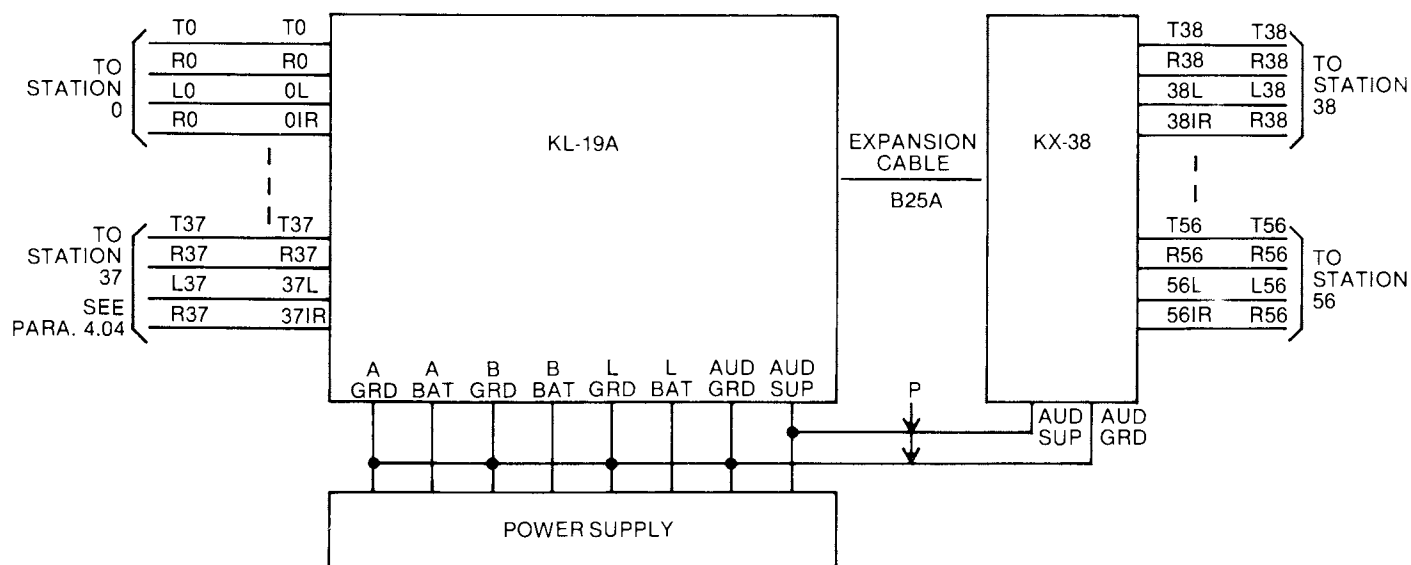 TO
STATION
0
T0 T0
R0 R0
L0 0L
R0 0IR
TO
STATION
37
SEE
PARA. 4.04
T37 T37
R37 R37
L37 37L
R37 37IR
KL-19A
A
GRD
A
BAT
B
GRD
B
BAT
L
GRD
L
BAT
AUD
GRD
AUD
SUP
EXPANSION
CABLE
B25A
KX-38
T38 T38
R38 R38
38L L38
38IR R38
TO
STATION
38
T56 T56
R56 R56
56L L56
56IR R56
TO
STATION
56
P
AUD
SUP
AUD
GRD
POWER SUPPLY